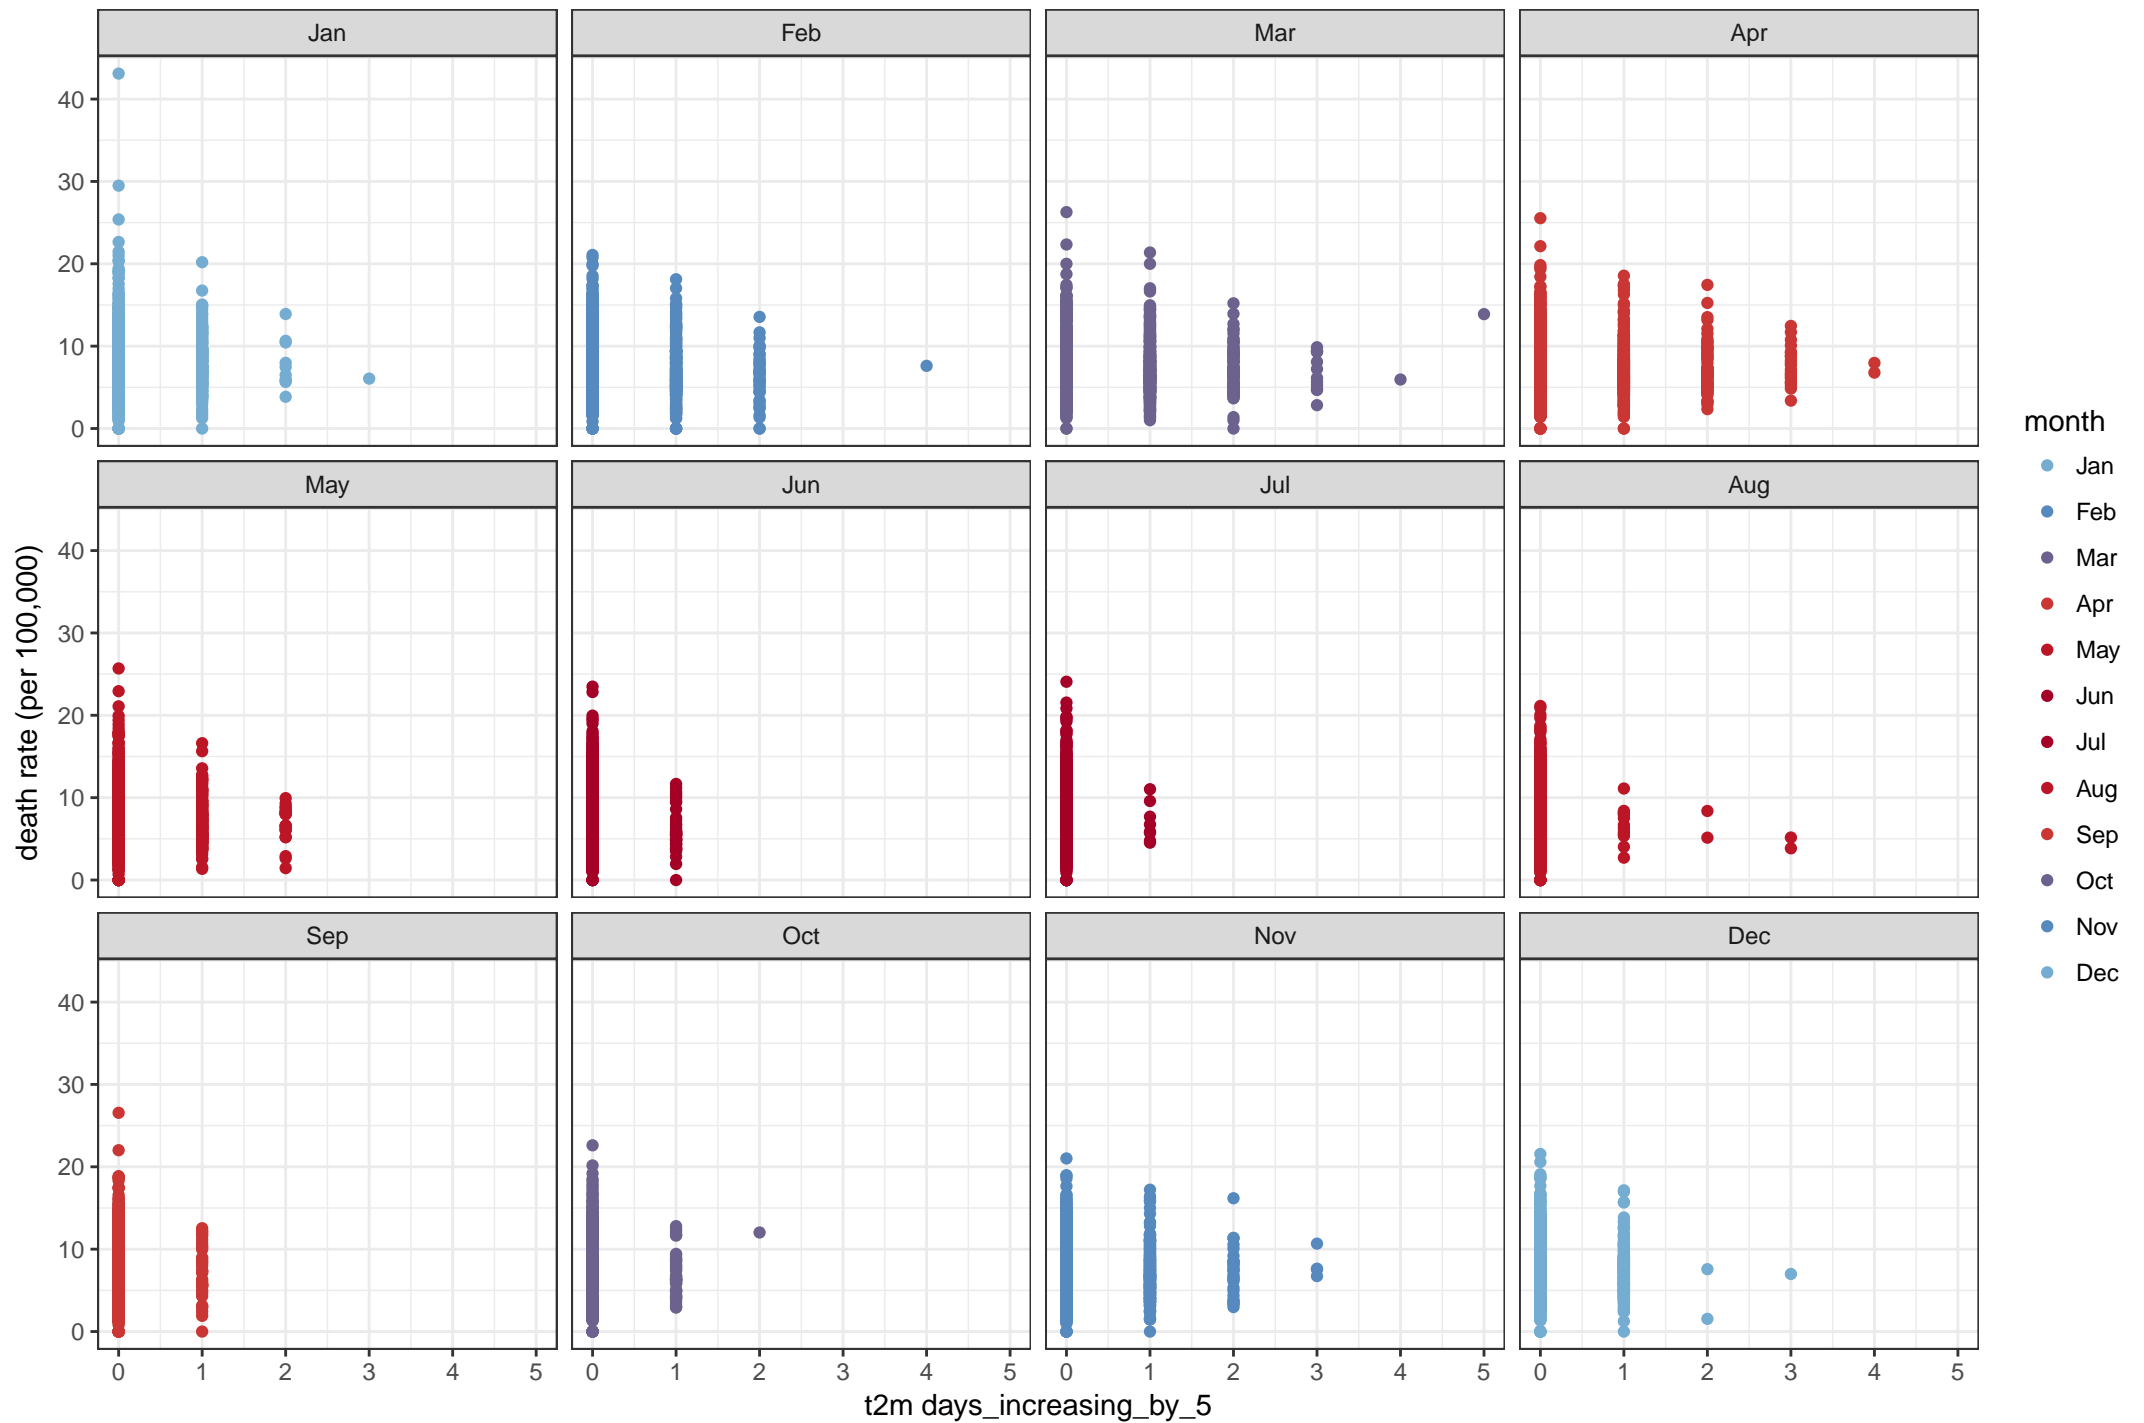 Jan Feb Mar Apr
40
30
20
10
0
May Jun Jul Aug
40
30
20
10
0
Sep Oct Nov Dec
40
30
20
10
0
0 1 2 3 4 5 0 1 2 3 4 5 0 1 2 3 4 5 0 1 2 3 4 5
t2m days_increasing_by_5
death rate (per 100,000)
month
Jan
Feb
Mar
Apr
May
Jun
Jul
Aug
Sep
Oct
Nov
Dec